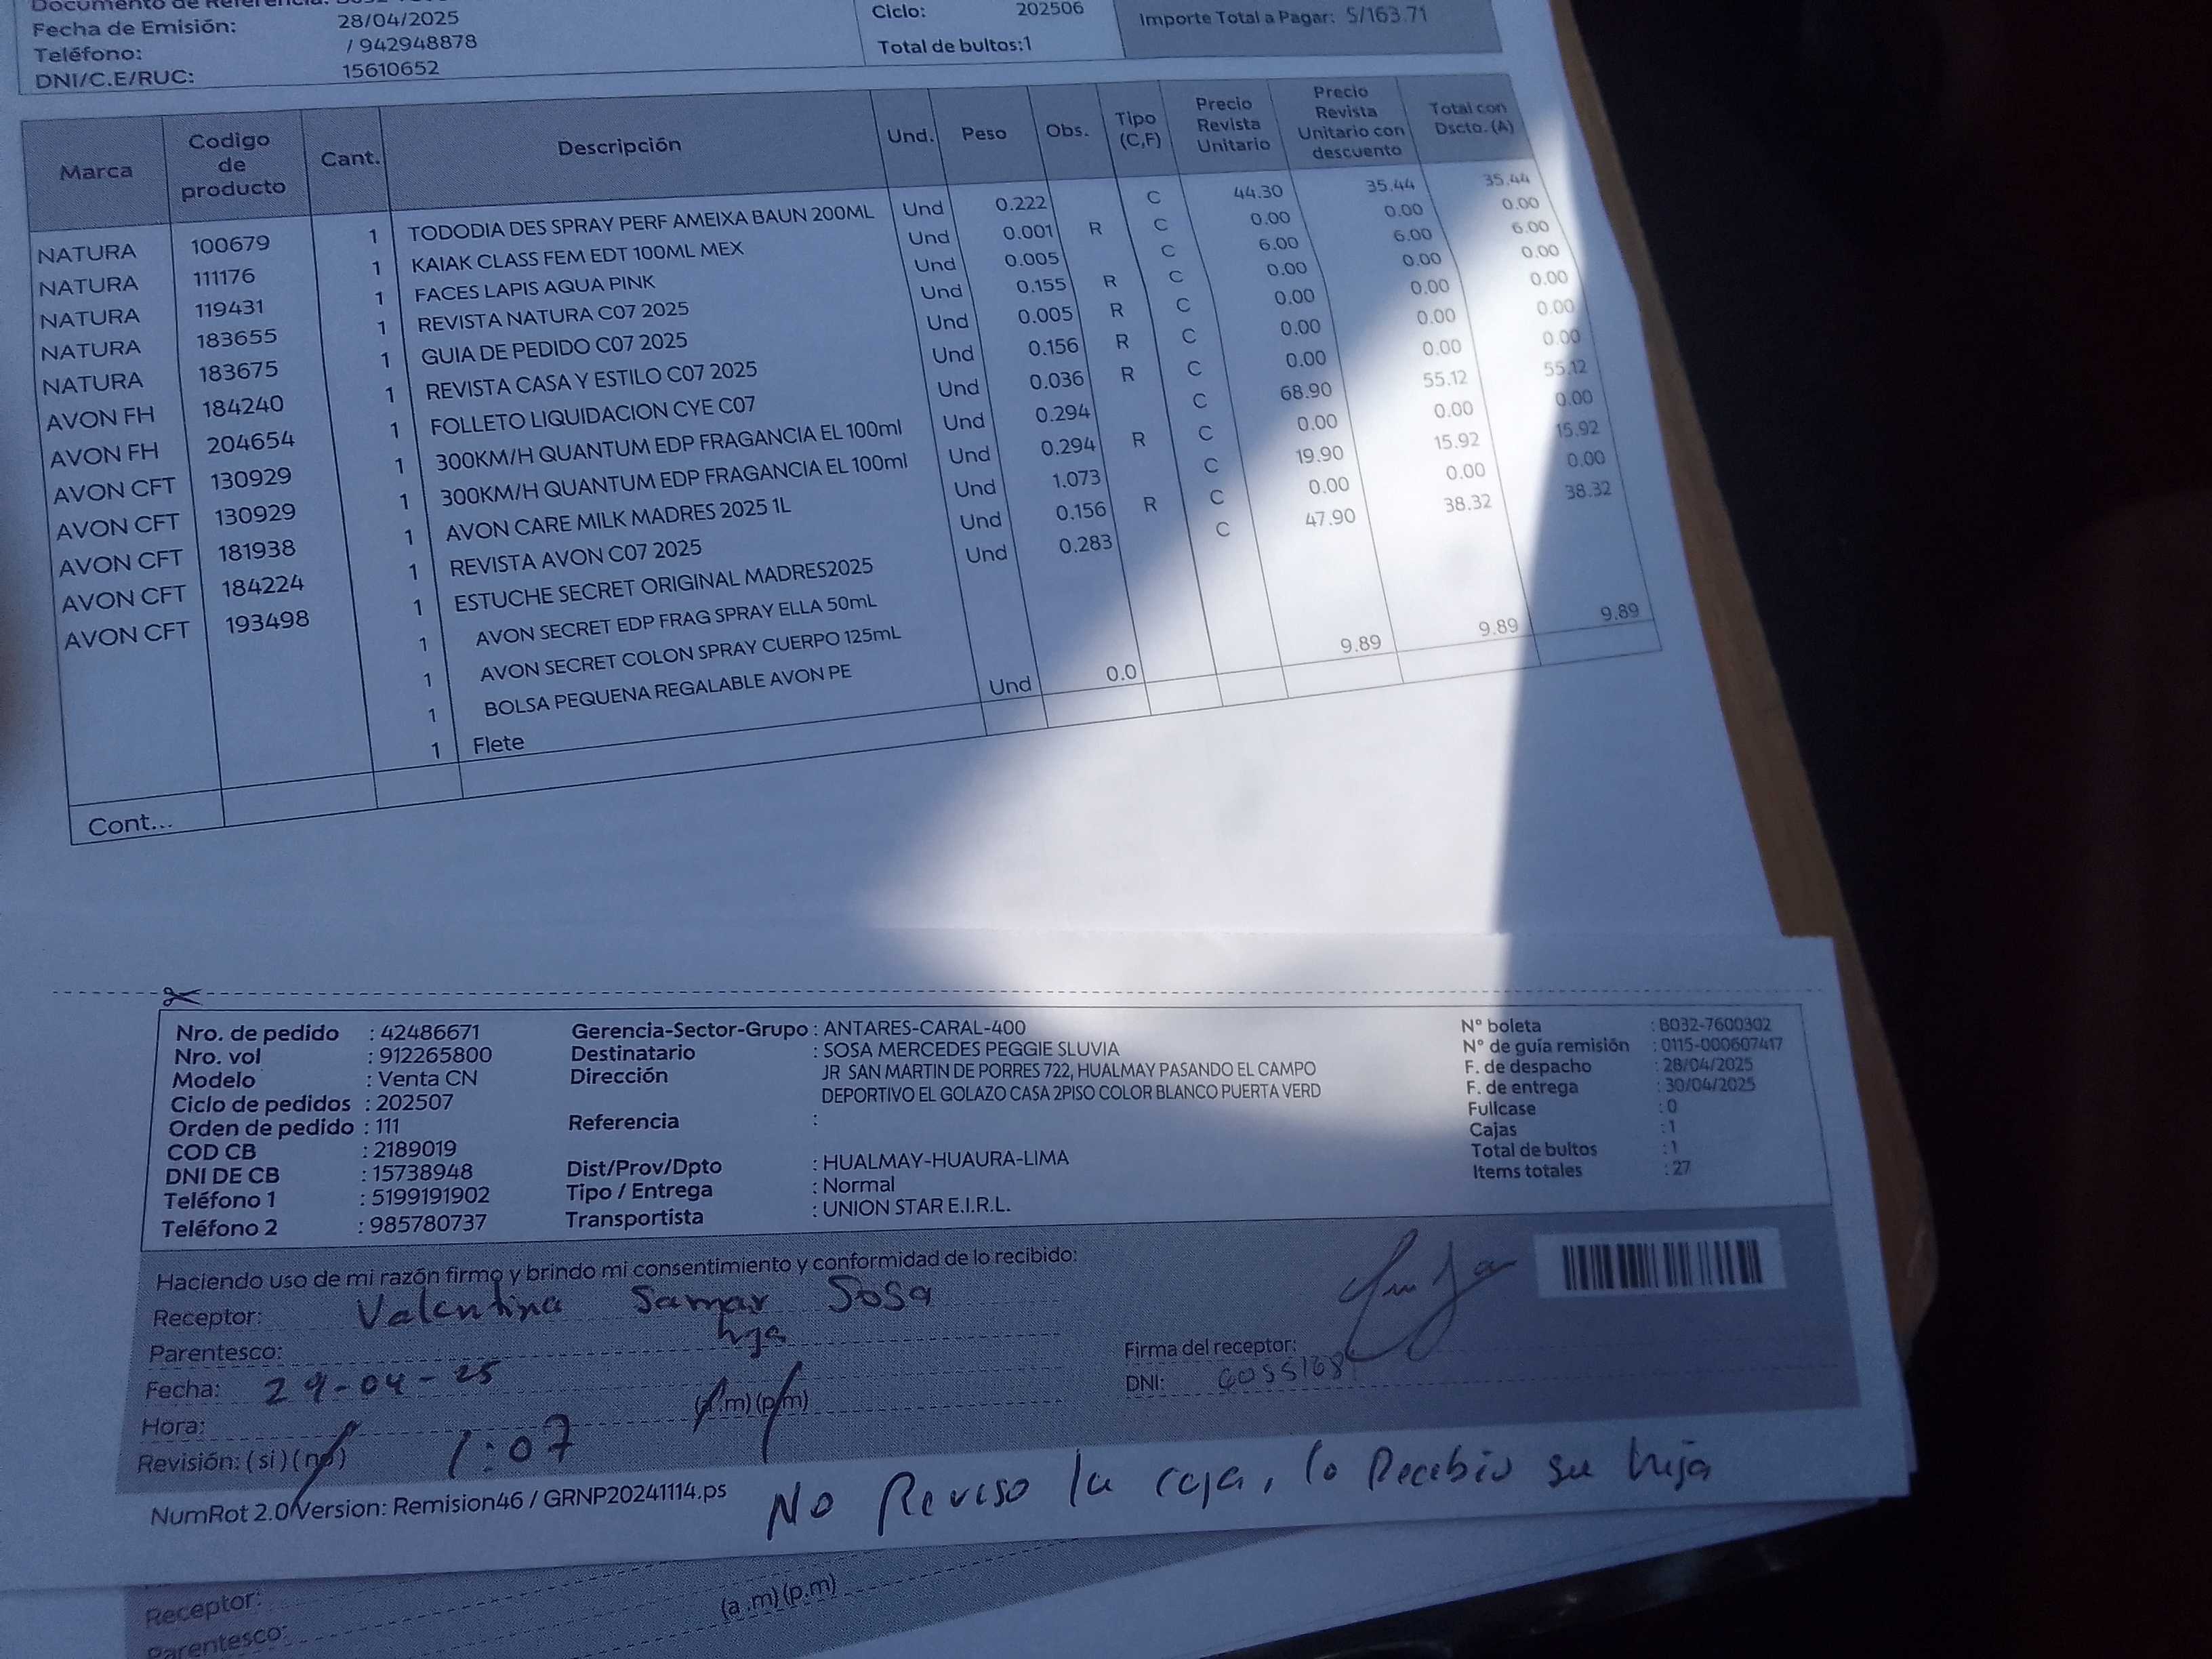 Documento de Referencia:
Fecha de Emisión: 28/04/2025
Teléfono: / 942948878
DNI/C.E/RUC: 15610652
Ciclo: 202506
Total de bultos:1
Importe Total a Pagar: S/163.71
Marca Codigo de producto Cant. Descripción Und. Peso Obs. Tipo (C,F) Precio Revista Unitario Precio Revista Unitario con descuento Total con Dscto. (A)
NATURA 100679 1 TODODIA DES SPRAY PERF AMEIXA BAUN 200ML Und 0.222 C 44.30 35.44 35.44
NATURA 111176 1 KAIAK CLASS FEM EDT 100ML MEX Und 0.001 R C 0.00 0.00 0.00
NATURA 119431 1 FACES LAPIS AQUA PINK Und 0.005 C 6.00 6.00 6.00
NATURA 183655 1 REVISTA NATURA C07 2025 Und 0.155 R C 0.00 0.00 0.00
NATURA 183675 1 GUIA DE PEDIDO C07 2025 Und 0.005 R C 0.00 0.00 0.00
AVON FH 184240 1 REVISTA CASA Y ESTILO C07 2025 Und 0.156 R C 0.00 0.00 0.00
AVON FH 204654 1 FOLLETO LIQUIDACION CYE C07 Und 0.036 R C 0.00 0.00 0.00
AVON CFT 130929 1 300KM/H QUANTUM EDP FRAGANCIA EL 100ml Und 0.294 C 68.90 55.12 55.12
AVON CFT 130929 1 300KM/H QUANTUM EDP FRAGANCIA EL 100ml Und 0.294 R C 0.00 0.00 0.00
AVON CFT 181938 1 AVON CARE MILK MADRES 2025 1L Und 1.073 C 19.90 15.92 15.92
AVON CFT 184224 1 REVISTA AVON C07 2025 Und 0.156 R C 0.00 0.00 0.00
AVON CFT 193498 1 ESTUCHE SECRET ORIGINAL MADRES2025 Und 0.283 C 47.90 38.32 38.32
1 AVON SECRET EDP FRAG SPRAY ELLA 50mL
1 AVON SECRET COLON SPRAY CUERPO 125mL
1 BOLSA PEQUENA REGALABLE AVON PE
1 Flete Und 0.0 9.89 9.89 9.89
Cont...
Nro. de pedido : 42486671 Gerencia-Sector-Grupo : ANTARES-CARAL-400 N° boleta : B032-7600302
Nro. vol : 912265800 Destinatario : SOSA MERCEDES PEGGIE SLUVIA N° de guía remisión : 0115-000607417
Modelo : Venta CN Dirección JR SAN MARTIN DE PORRES 722, HUALMAY PASANDO EL CAMPO F. de despacho : 28/04/2025
Ciclo de pedidos : 202507 DEPORTIVO EL GOLAZO CASA 2PISO COLOR BLANCO PUERTA VERD F. de entrega : 30/04/2025
Orden de pedido : 111 Referencia : Fullcase : 0
COD CB : 2189019 Cajas : 1
DNI DE CB : 15738948 Dist/Prov/Dpto : HUALMAY-HUAURA-LIMA Total de bultos : 1
Teléfono 1 : 5199191902 Tipo / Entrega : Normal Items totales : 27
Teléfono 2 : 985780737 Transportista : UNION STAR E.I.R.L.
Haciendo uso de mi razón firmo y brindo mi consentimiento y conformidad de lo recibido:
Receptor: Valentina Samar Sosa
Parentesco: hija
Firma del receptor:
Fecha: 29-04-25
DNI:
Hora: (a.m) (p.m)
Revisión: (si) (no) 1:07
NumRot 2.0/Version: Remision46 / GRNP20241114.ps
No Reviso la caja, lo Recibio su hija
Receptor:
(a .m) (p.m)
Parentesco: